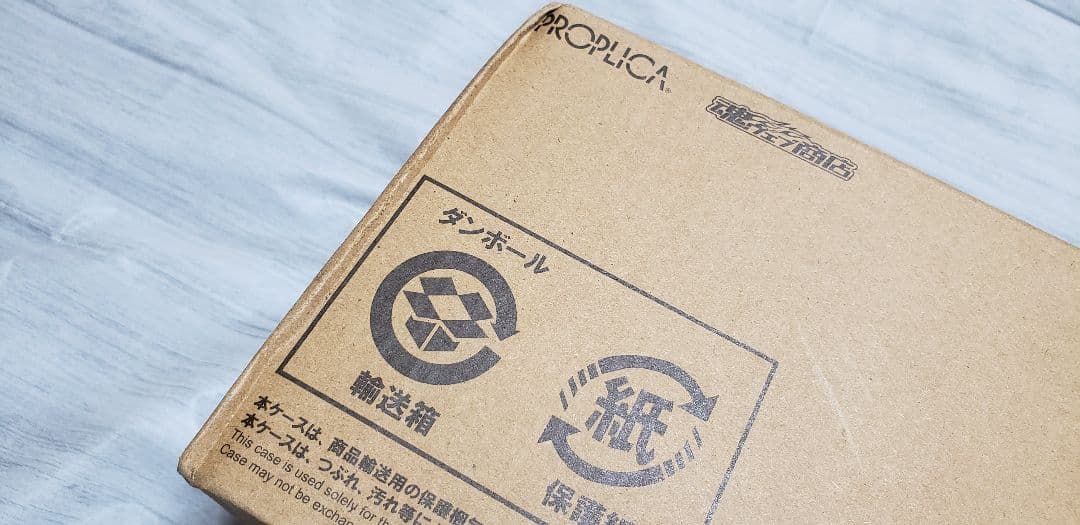 PROPLICA®
魂ウェブ商店
ダンボール
輸送箱
紙
保護
本ケースは、商品輸送用の保護梱
本ケースは、つぶれ、汚れ等に
This case is used solely for
Case may not be